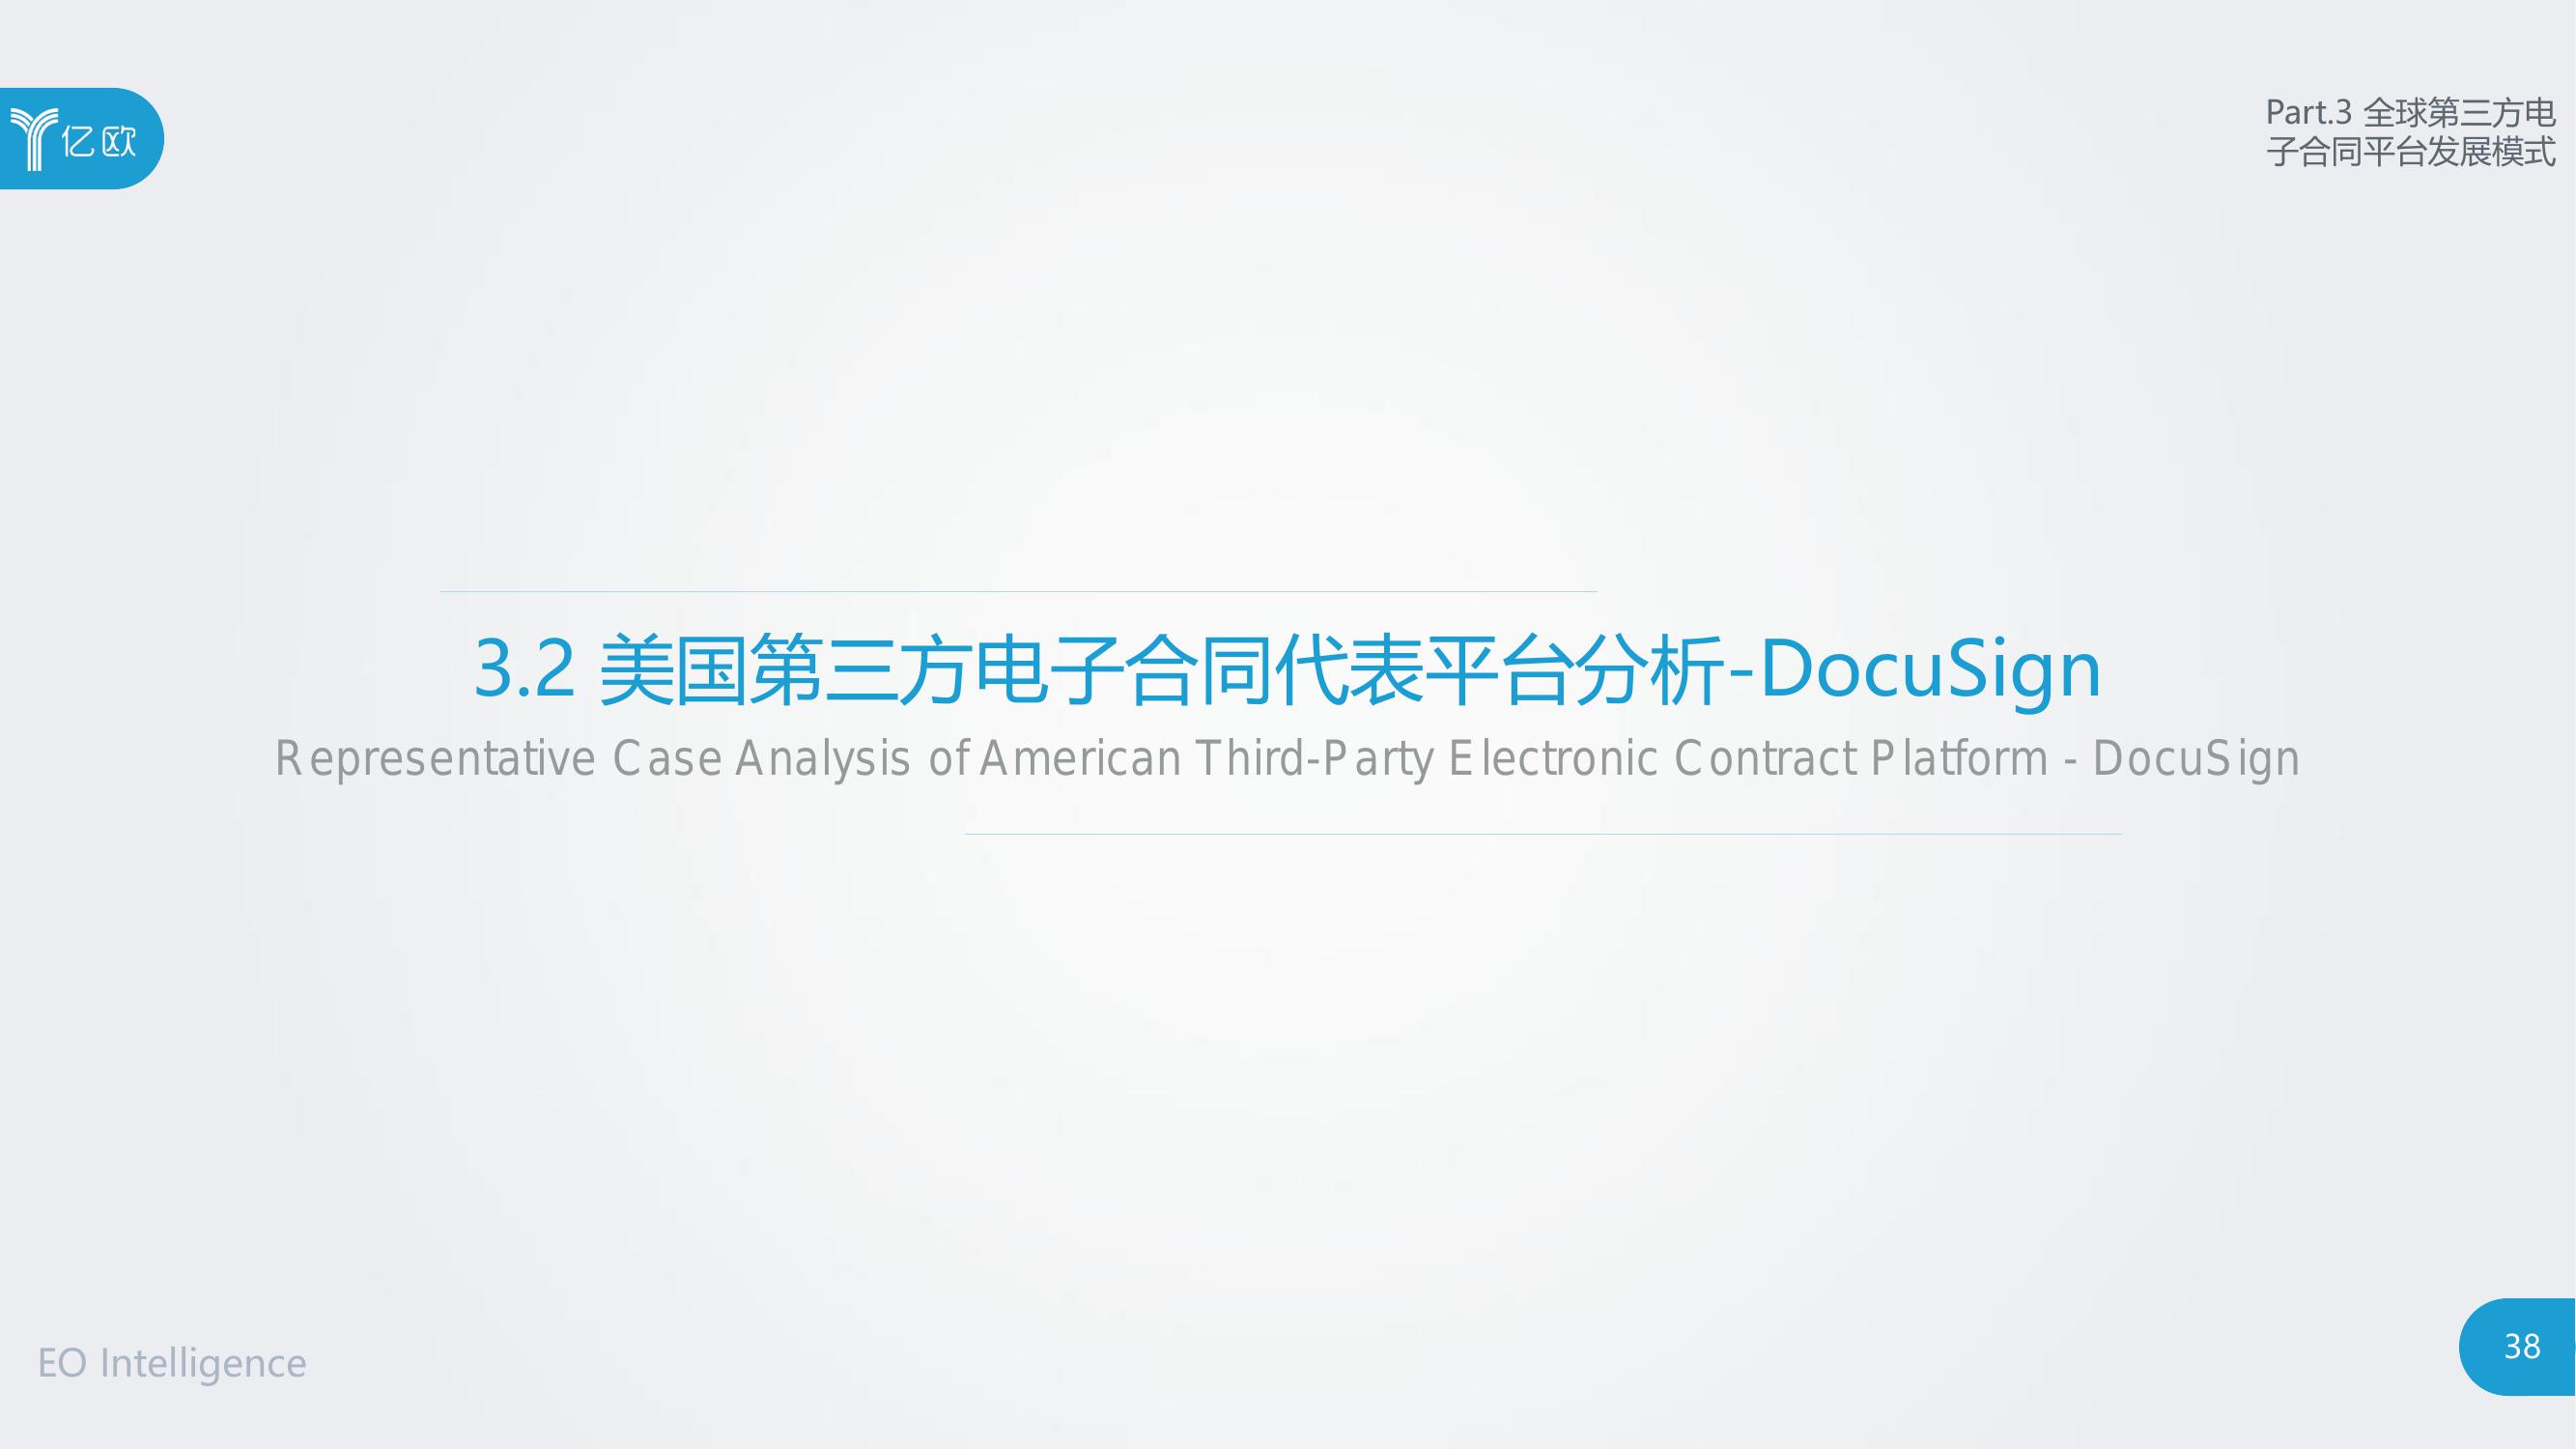 亿欧
Part.3 全球第三方电
子合同平台发展模式
3.2 美国第三方电子合同代表平台分析-DocuSign
Representative Case Analysis of American Third-Party Electronic Contract Platform - DocuSign
EO Intelligence
38